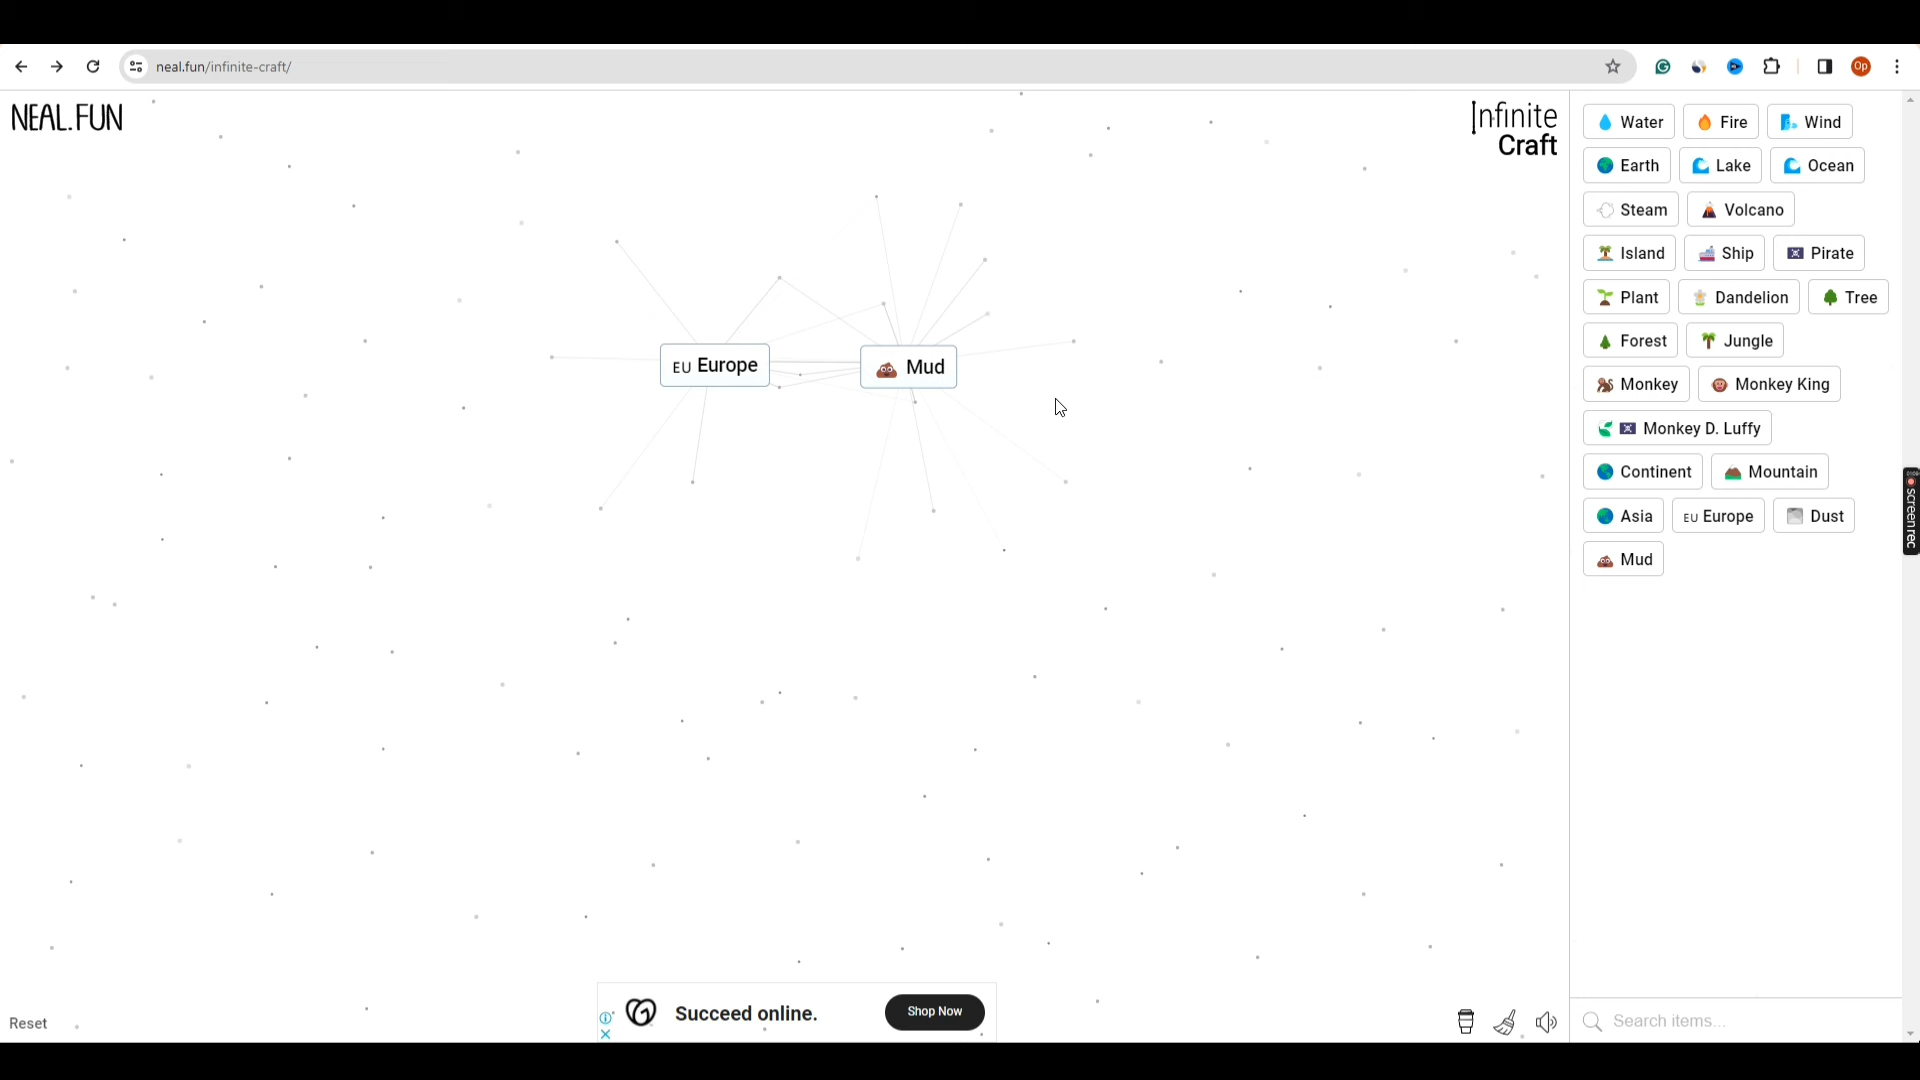 neal.fun/infinite-craft/
Op
NEAL.FUN
Infinite
Craft
Water
Fire
Wind
Earth
Lake
Ocean
Steam
Volcano
Island
Ship
Pirate
Plant
Dandelion
Tree
Forest
Jungle
Monkey
Monkey King
Monkey D. Luffy
Continent
Mountain
Asia
EU Europe
Dust
Mud
EU Europe
Mud
screenrec
Succeed online.
Shop Now
Reset
Search items...